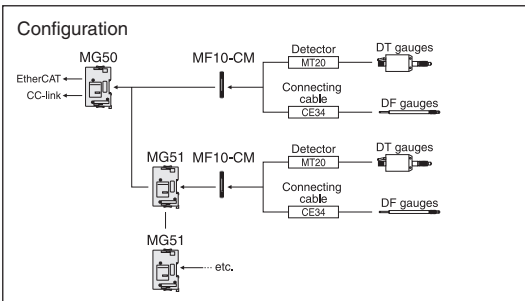 Configuration
MG50
MF10-CM
Detector
MT20
DT gauges
EtherCAT
CC-link
Connecting
cable
CE34
DF gauges
MG51
MF10-CM
Detector
MT20
DT gauges
Connecting
cable
CE34
DF gauges
MG51
etc.